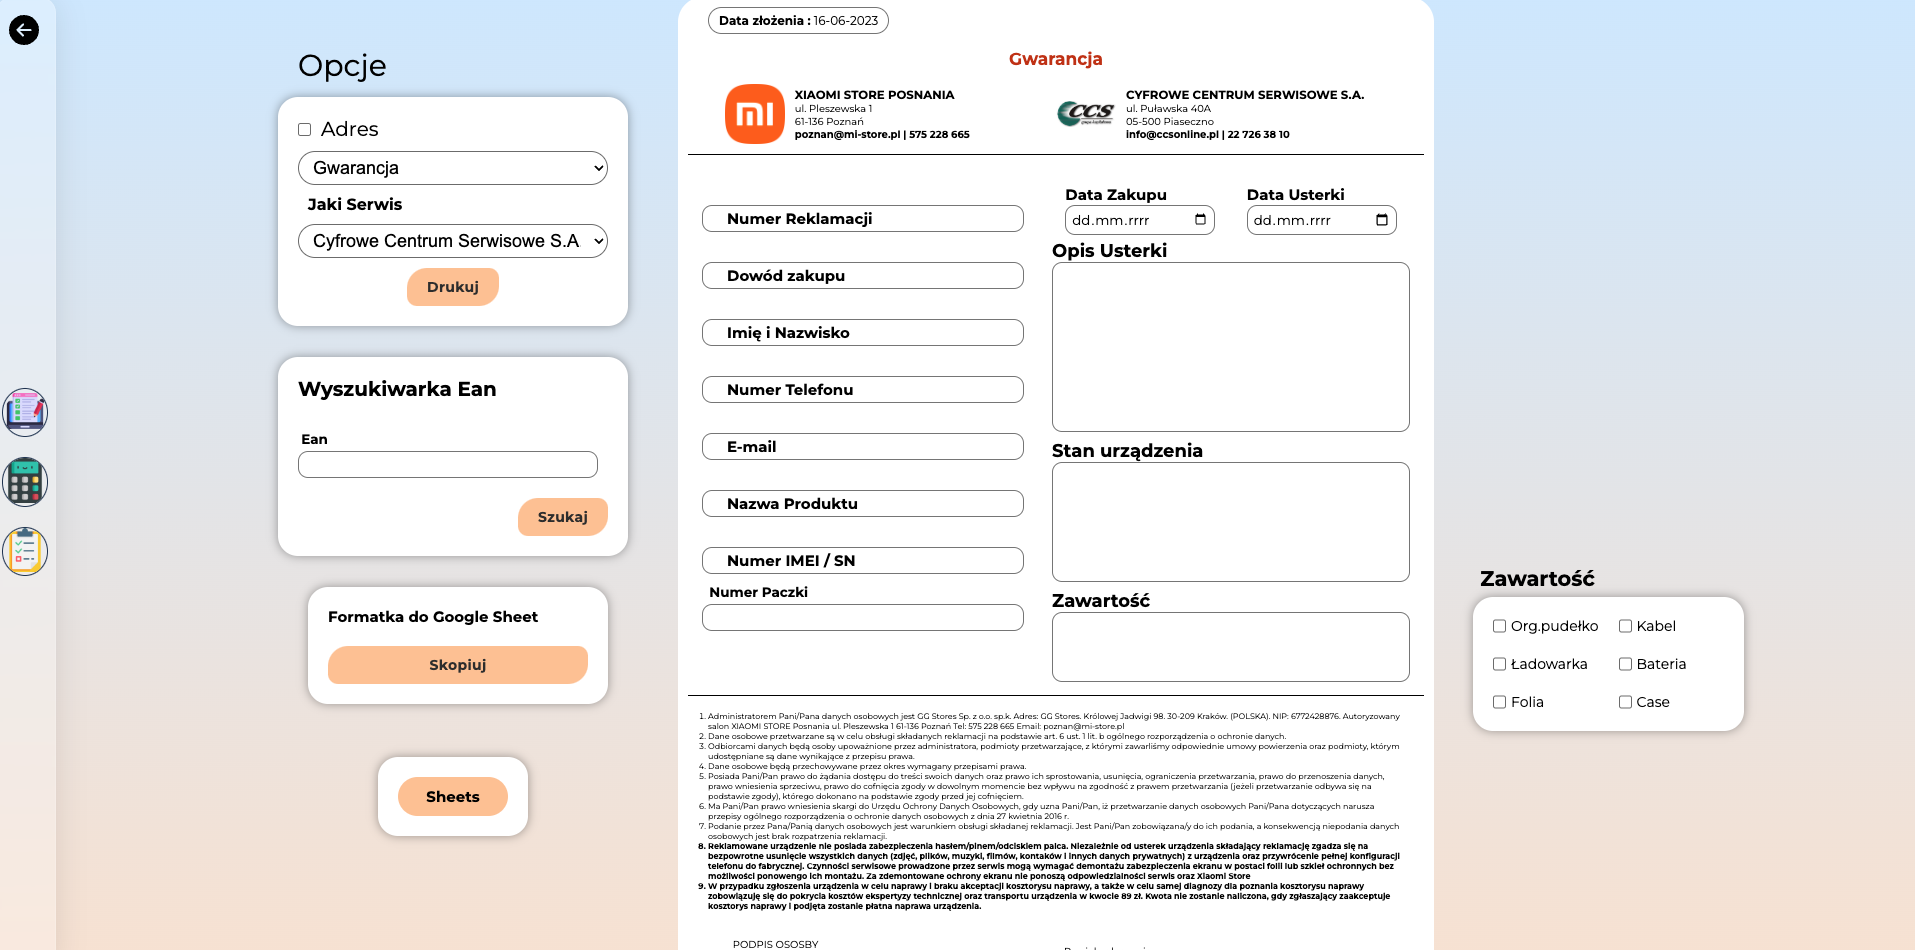 Opcje
Adres
Gwarancja
Jaki Serwis
Cyfrowe Centrum Serwisowe S.A
Drukuj
Wyszukiwarka Ean
Ean
Szukaj
Formatka do Google Sheet
Skopiuj
Sheets
Data złożenia : 16-06-2023
Gwarancja
XIAOMI STORE POSNANIA
ul. Pleszewska 1
61-136 Poznań
poznan@mi-store.pl | 575 228 665
CCS
CYFROWE CENTRUM SERWISOWE S.A.
ul. Puławska 40A
05-500 Piaseczno
info@ccsonline.pl | 22 726 38 10
Numer Reklamacji
Dowód zakupu
Imię i Nazwisko
Numer Telefonu
E-mail
Nazwa Produktu
Numer IMEI / SN
Numer Paczki
Data Zakupu
dd.mm.rrrr
Data Usterki
dd.mm.rrrr
Opis Usterki
Stan urządzenia
Zawartość
1. Administratorem Pani/Pana danych osobowych jest GG Stores Sp. z o.o. sp.k. Adres: GG Stores. Królowej Jadwigi 98. 30-209 Kraków. (POLSKA). NIP: 6772428876. Autoryzowany
salon XIAOMI STORE Posnania ul. Pleszewska 1 61-136 Poznań Tel: 575 228 665 Email: poznan@mi-store.pl
2. Dane osobowe przetwarzane są w celu obsługi składanych reklamacji na podstawie art. 6 ust. 1 lit. b ogólnego rozporządzenia o ochronie danych.
3. Odbiorcami danych będą osoby upoważnione przez administratora, podmioty przetwarzające, z którymi zawarliśmy odpowiednie umowy powierzenia oraz podmioty, którym
udostępniane są dane wynikające z przepisu prawa.
4. Dane osobowe będą przechowywane przez okres wymagany przepisami prawa.
5. Posiada Pani/Pan prawo do żądania dostępu do treści swoich danych oraz prawo ich sprostowania, usunięcia, ograniczenia przetwarzania, prawo do przenoszenia danych,
prawo wniesienia sprzeciwu, prawo do cofnięcia zgody w dowolnym momencie bez wpływu na zgodność z prawem przetwarzania (jeżeli przetwarzanie odbywa się na
podstawie zgody), którego dokonano na podstawie zgody przed jej cofnięciem.
6. Ma Pani/Pan prawo wniesienia skargi do Urzędu Ochrony Danych Osobowych, gdy uzna Pani/Pan, iż przetwarzanie danych osobowych Pani/Pana dotyczących narusza
przepisy ogólnego rozporządzenia o ochronie danych osobowych z dnia 27 kwietnia 2016 r.
7. Podanie przez Pana/Panią danych osobowych jest warunkiem obsługi składanej reklamacji. Jest Pani/Pan zobowiązana/y do ich podania, a konsekwencją niepodania danych
osobowych jest brak rozpatrzenia reklamacji.
8. Reklamowane urządzenie nie posiada zabezpieczenia hasłem/pinem/odciskiem palca. Niezależnie od usterek urządzenia składający reklamację zgadza się na
bezpowrotne usunięcie wszystkich danych (zdjęć, plików, muzyki, filmów, kontaków i innych danych prywatnych) z urządzenia oraz przywrócenie pełnej konfiguracji
telefonu do fabrycznej. Czynności serwisowe prowadzone przez serwis mogą wymagać demontażu zabezpieczenia ekranu w postaci folii lub szkieł ochronnych bez
możliwości ponowego ich montażu. Za zdemontowane ochrony ekranu nie ponoszą odpowiedzialności serwis oraz Xiaomi Store
9. W przypadku zgłoszenia urządzenia w celu naprawy i braku akceptacji kosztorysu naprawy, a także w celu samej diagnozy dla poznania kosztorysu naprawy
zobowiązuję się do pokrycia kosztów ekspertyzy technicznej oraz transportu urządzenia w kwocie 89 zł. Kwota nie zostanie naliczona, gdy zgłaszający zaakceptuje
kosztorys naprawy i podjęta zostanie płatna naprawa urządzenia.
PODPIS OSOSBY
Zawartość
Org.pudełko
Kabel
Ładowarka
Bateria
Folia
Case